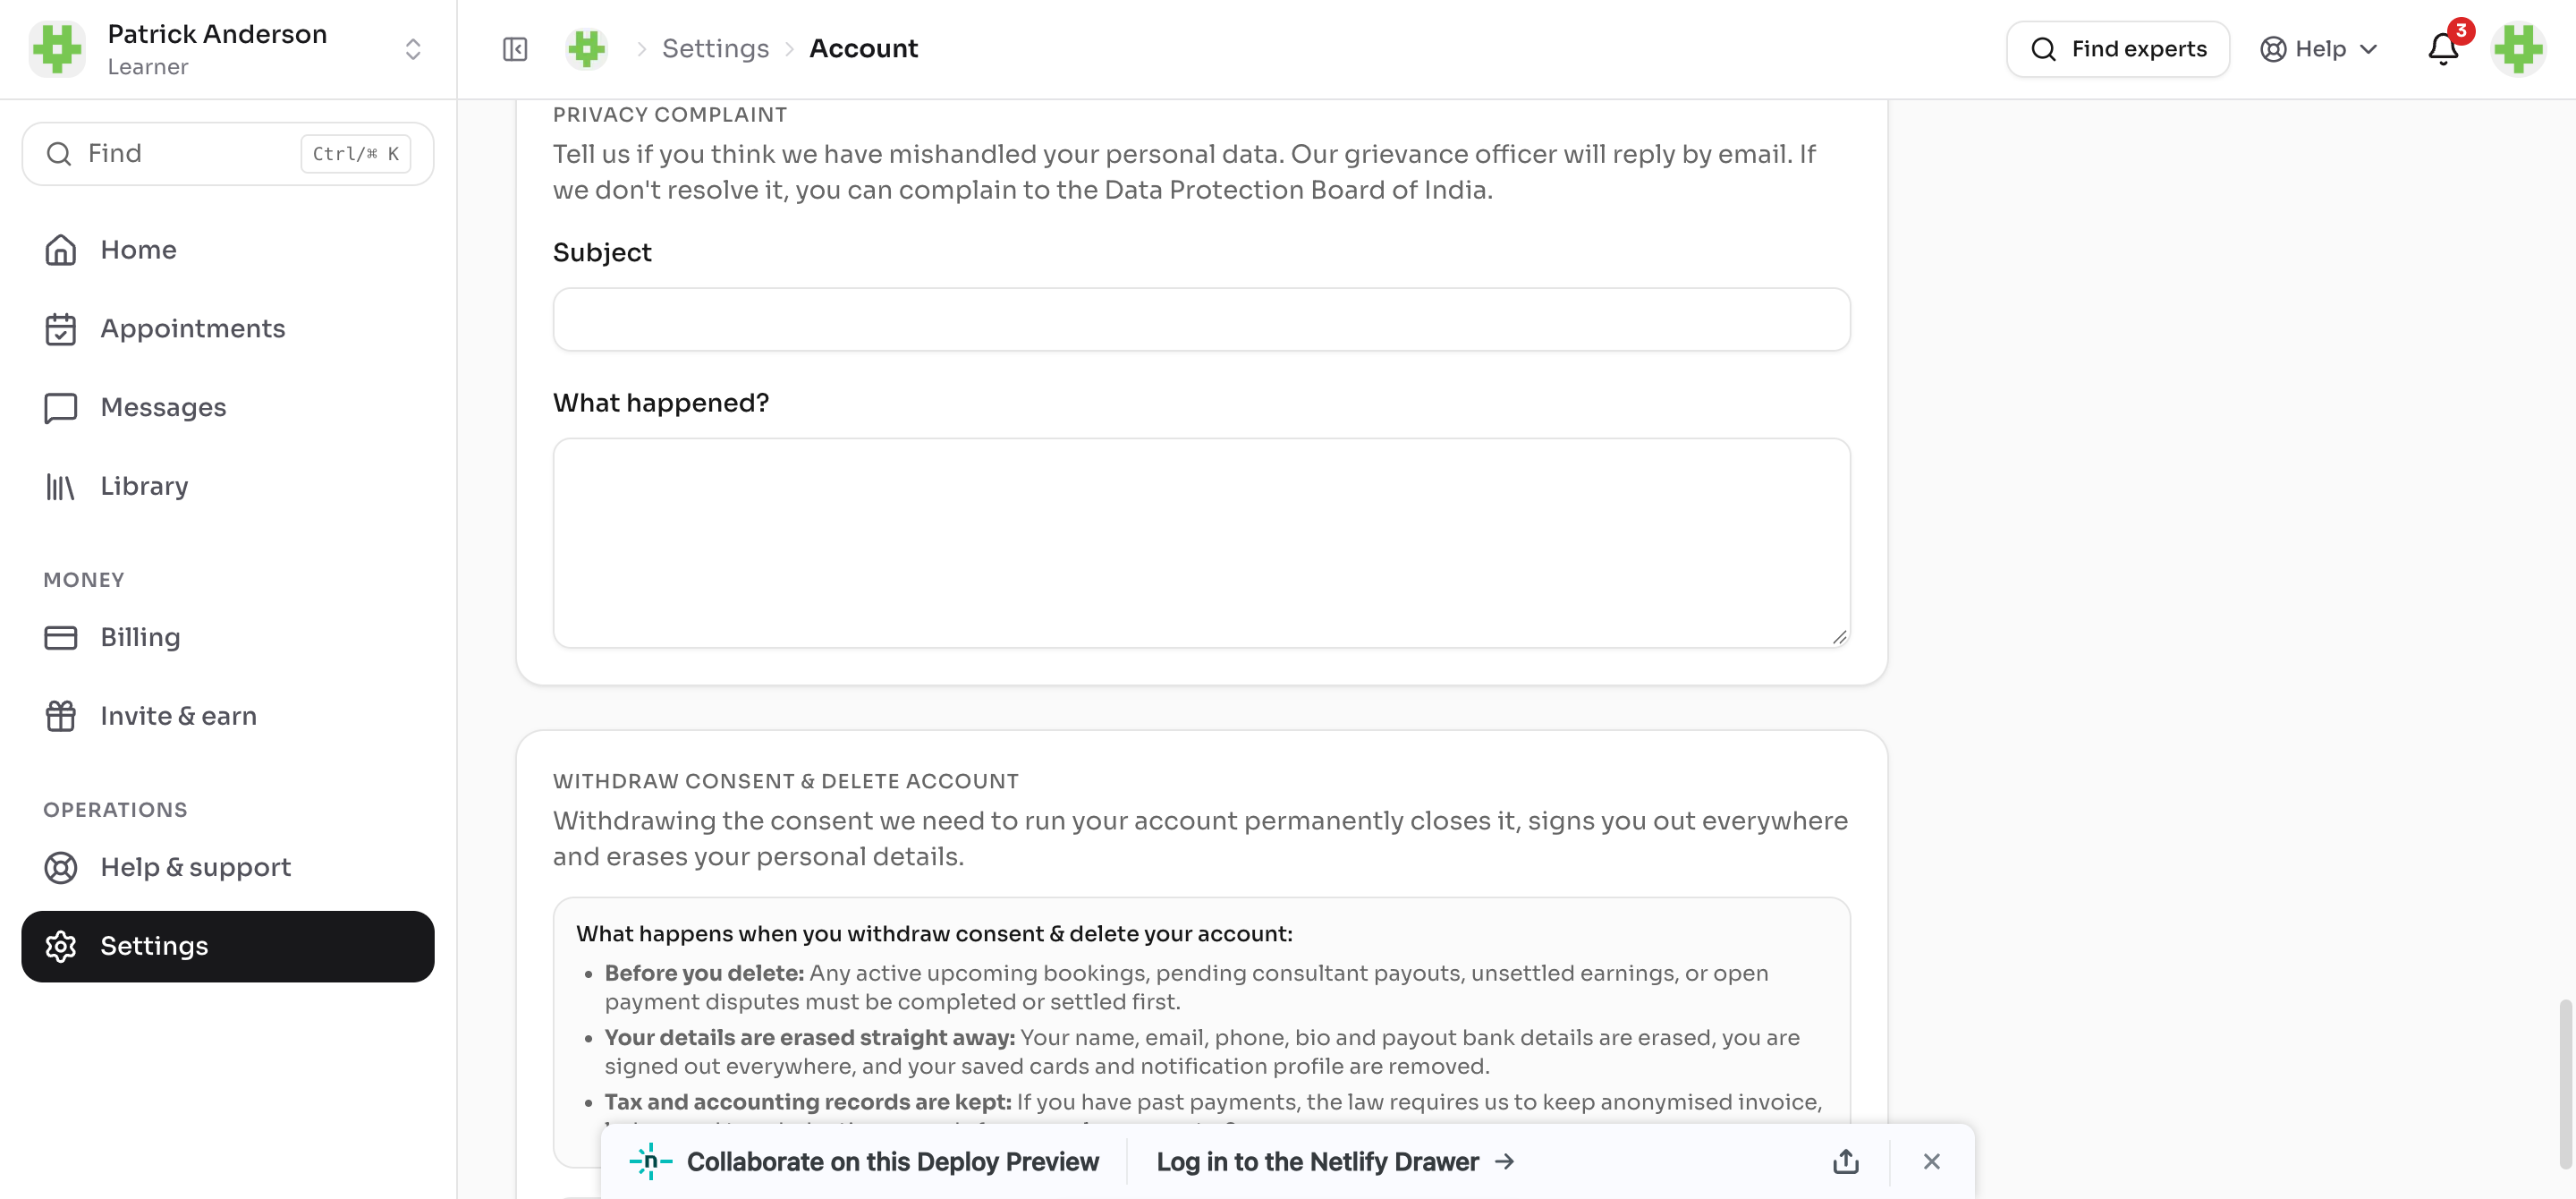 Patrick Anderson
Learner
Settings
Account
Find experts
Help
3
Find
Ctrl/⌘ K
Home
Appointments
Messages
Library
MONEY
Billing
Invite & earn
OPERATIONS
Help & support
Settings
PRIVACY COMPLAINT
Tell us if you think we have mishandled your personal data. Our grievance officer will reply by email. If
we don't resolve it, you can complain to the Data Protection Board of India.
Subject
What happened?
WITHDRAW CONSENT & DELETE ACCOUNT
Withdrawing the consent we need to run your account permanently closes it, signs you out everywhere
and erases your personal details.
What happens when you withdraw consent & delete your account:
• Before you delete: Any active upcoming bookings, pending consultant payouts, unsettled earnings, or open
payment disputes must be completed or settled first.
• Your details are erased straight away: Your name, email, phone, bio and payout bank details are erased, you are
signed out everywhere, and your saved cards and notification profile are removed.
• Tax and accounting records are kept: If you have past payments, the law requires us to keep anonymised invoice,
Collaborate on this Deploy Preview
Log in to the Netlify Drawer →